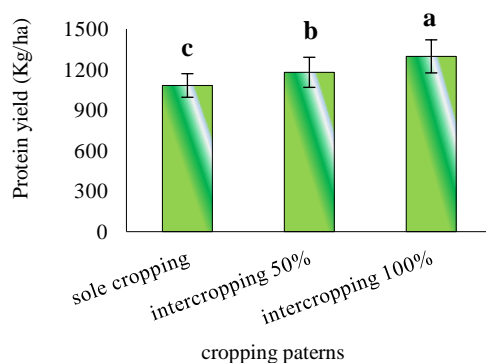 Protein yield (Kg/ha)
1500
1200
900
600
300
0
c
b
a
sole cropping
intercropping 50%
intercropping 100%
cropping paterns